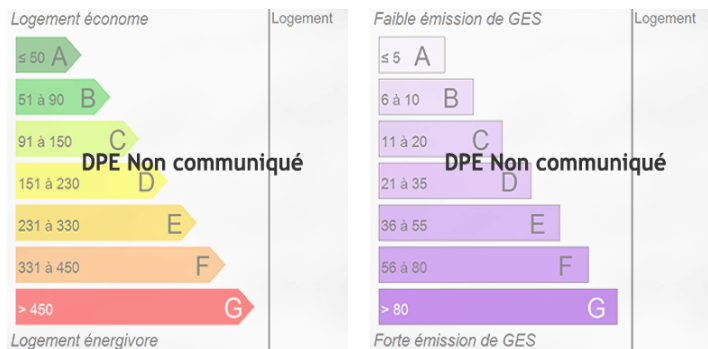 Logement économe
Logement
≤ 50 A
51 à 90 B
91 à 150 C
DPE Non communiqué
151 à 230 D
231 à 330 E
331 à 450 F
> 450 G
Logement énergivore
Faible émission de GES
Logement
≤ 5 A
6 à 10 B
11 à 20 C
DPE Non communiqué
21 à 35 D
36 à 55 E
56 à 80 F
> 80 G
Forte émission de GES